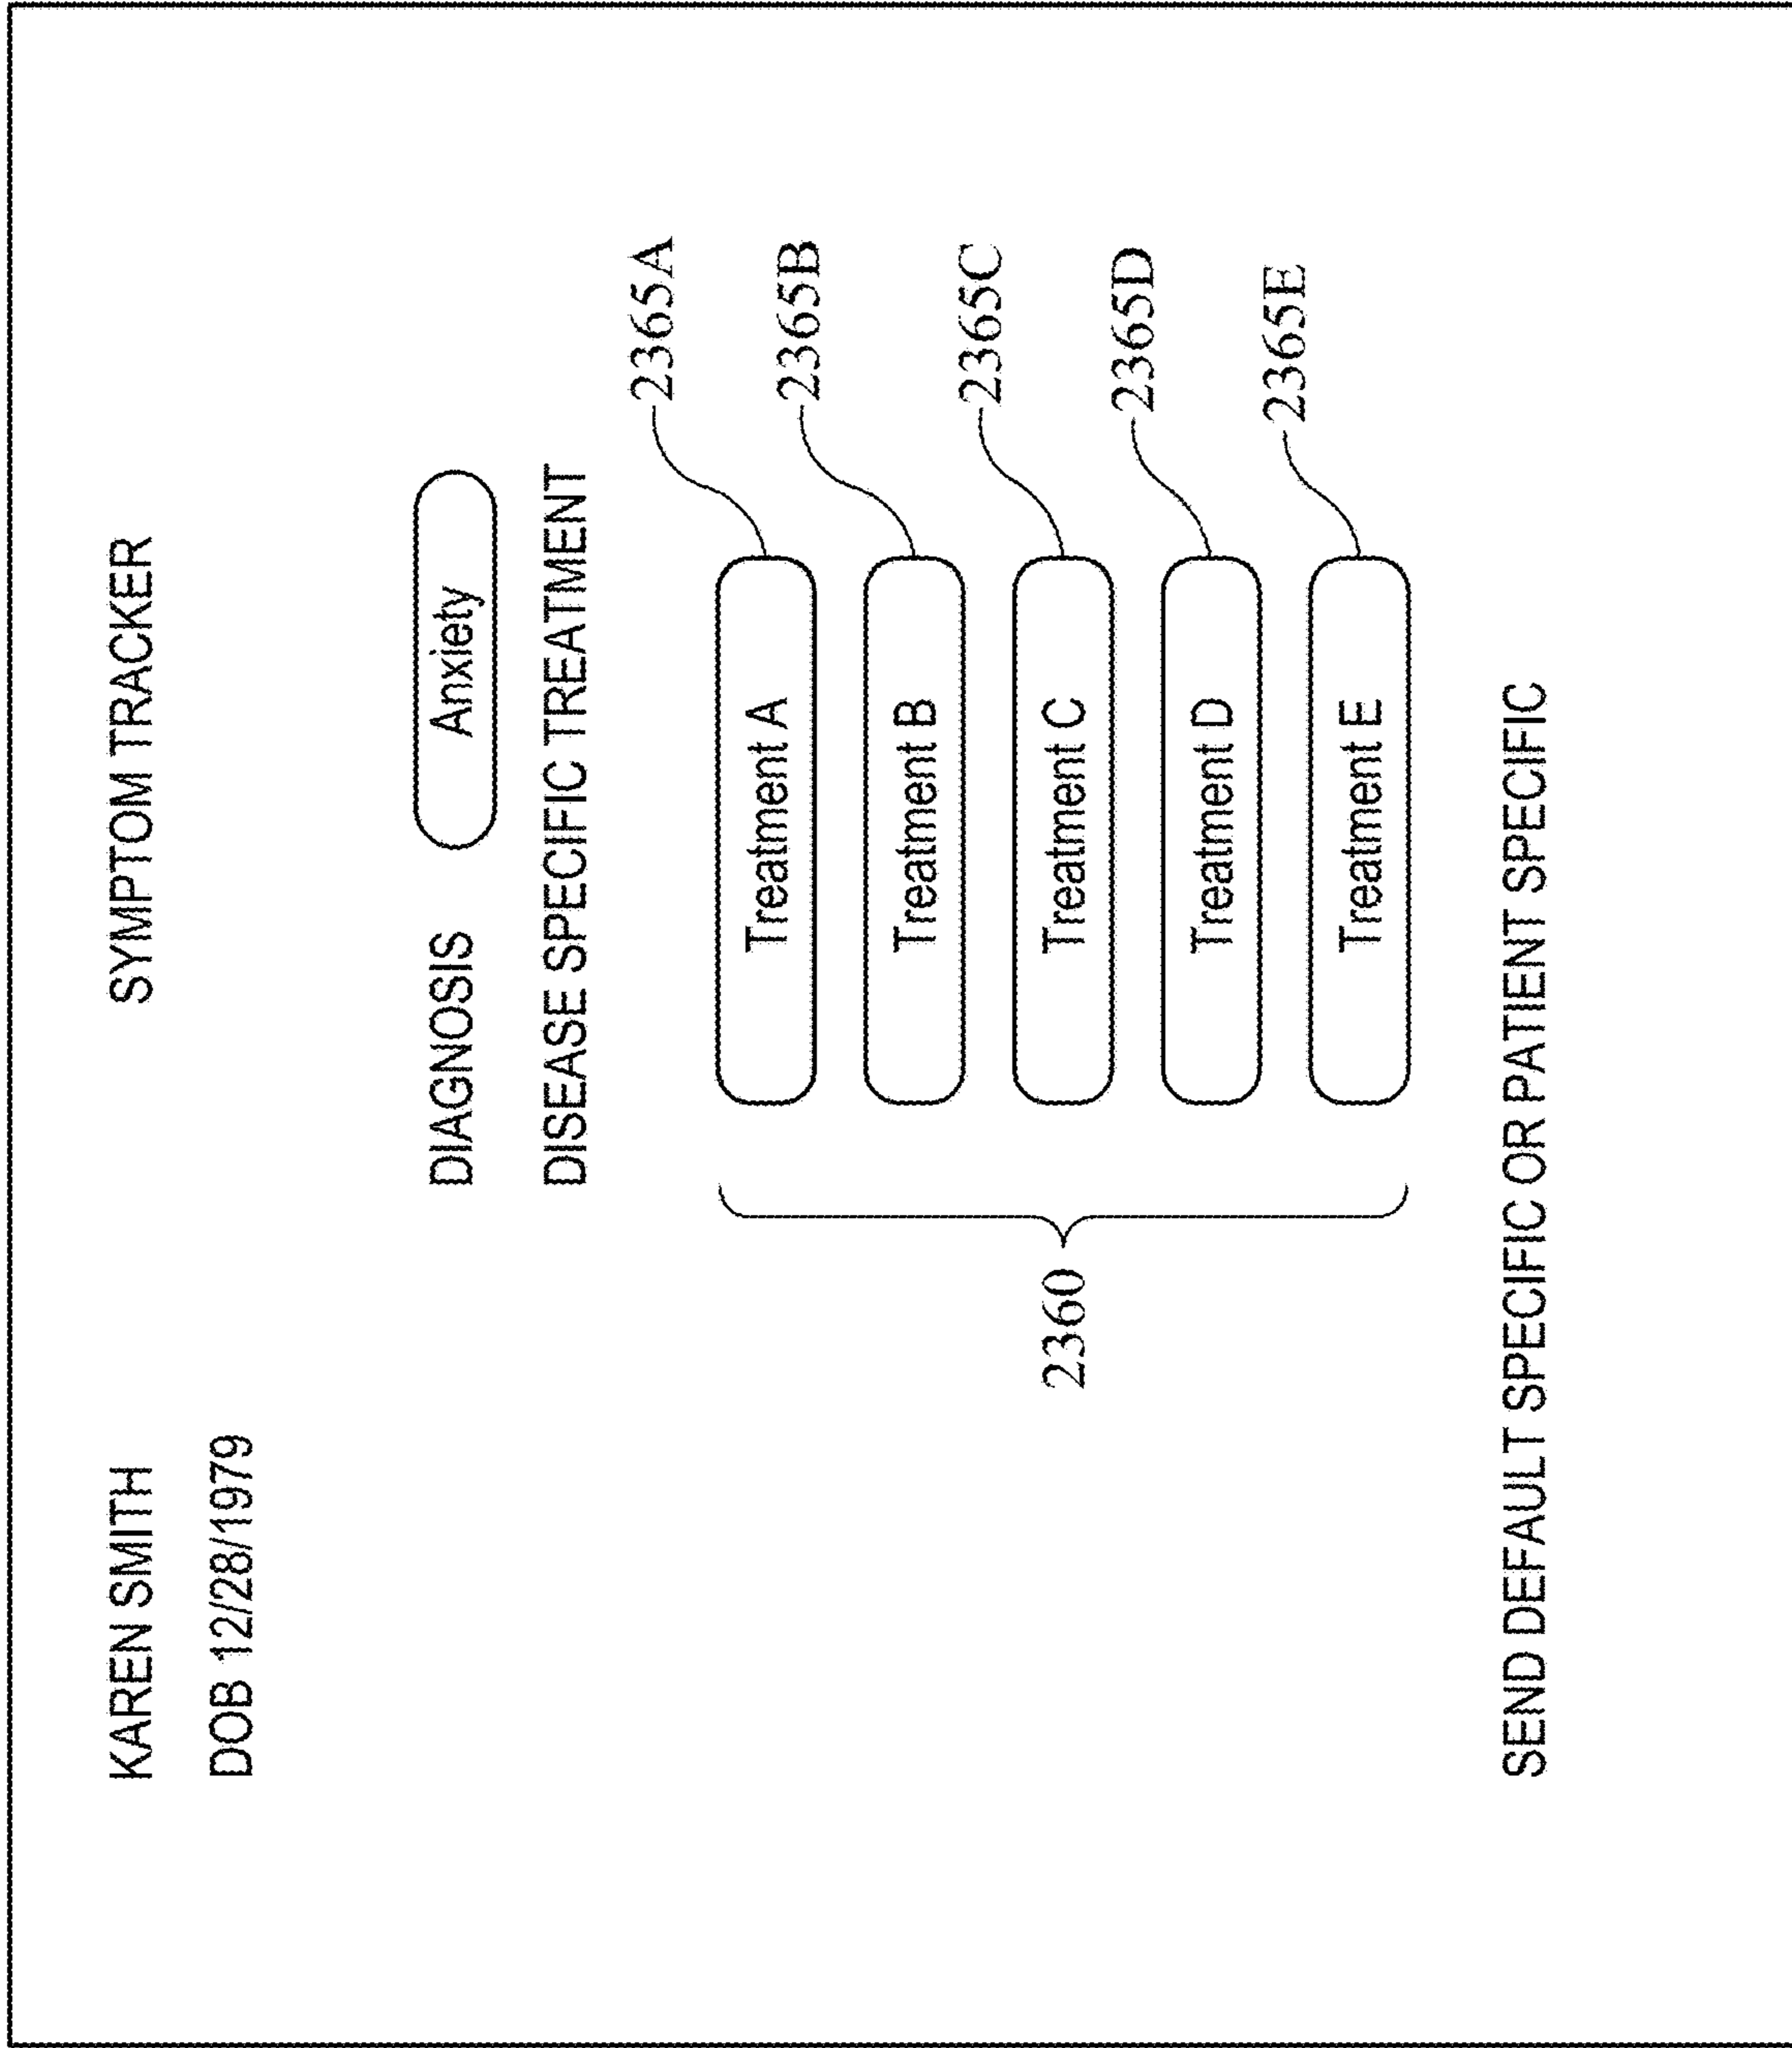 KAREN SMITH SYMPTOM TRACKER
DOB 12/28/1979
DIAGNOSIS Anxiety
DISEASE SPECIFIC TREATMENT
Treatment A 2365A
Treatment B 2365B
2360 Treatment C 2365C
Treatment D 2365D
Treatment E 2365E
SEND DEFAULT SPECIFIC OR PATIENT SPECIFIC